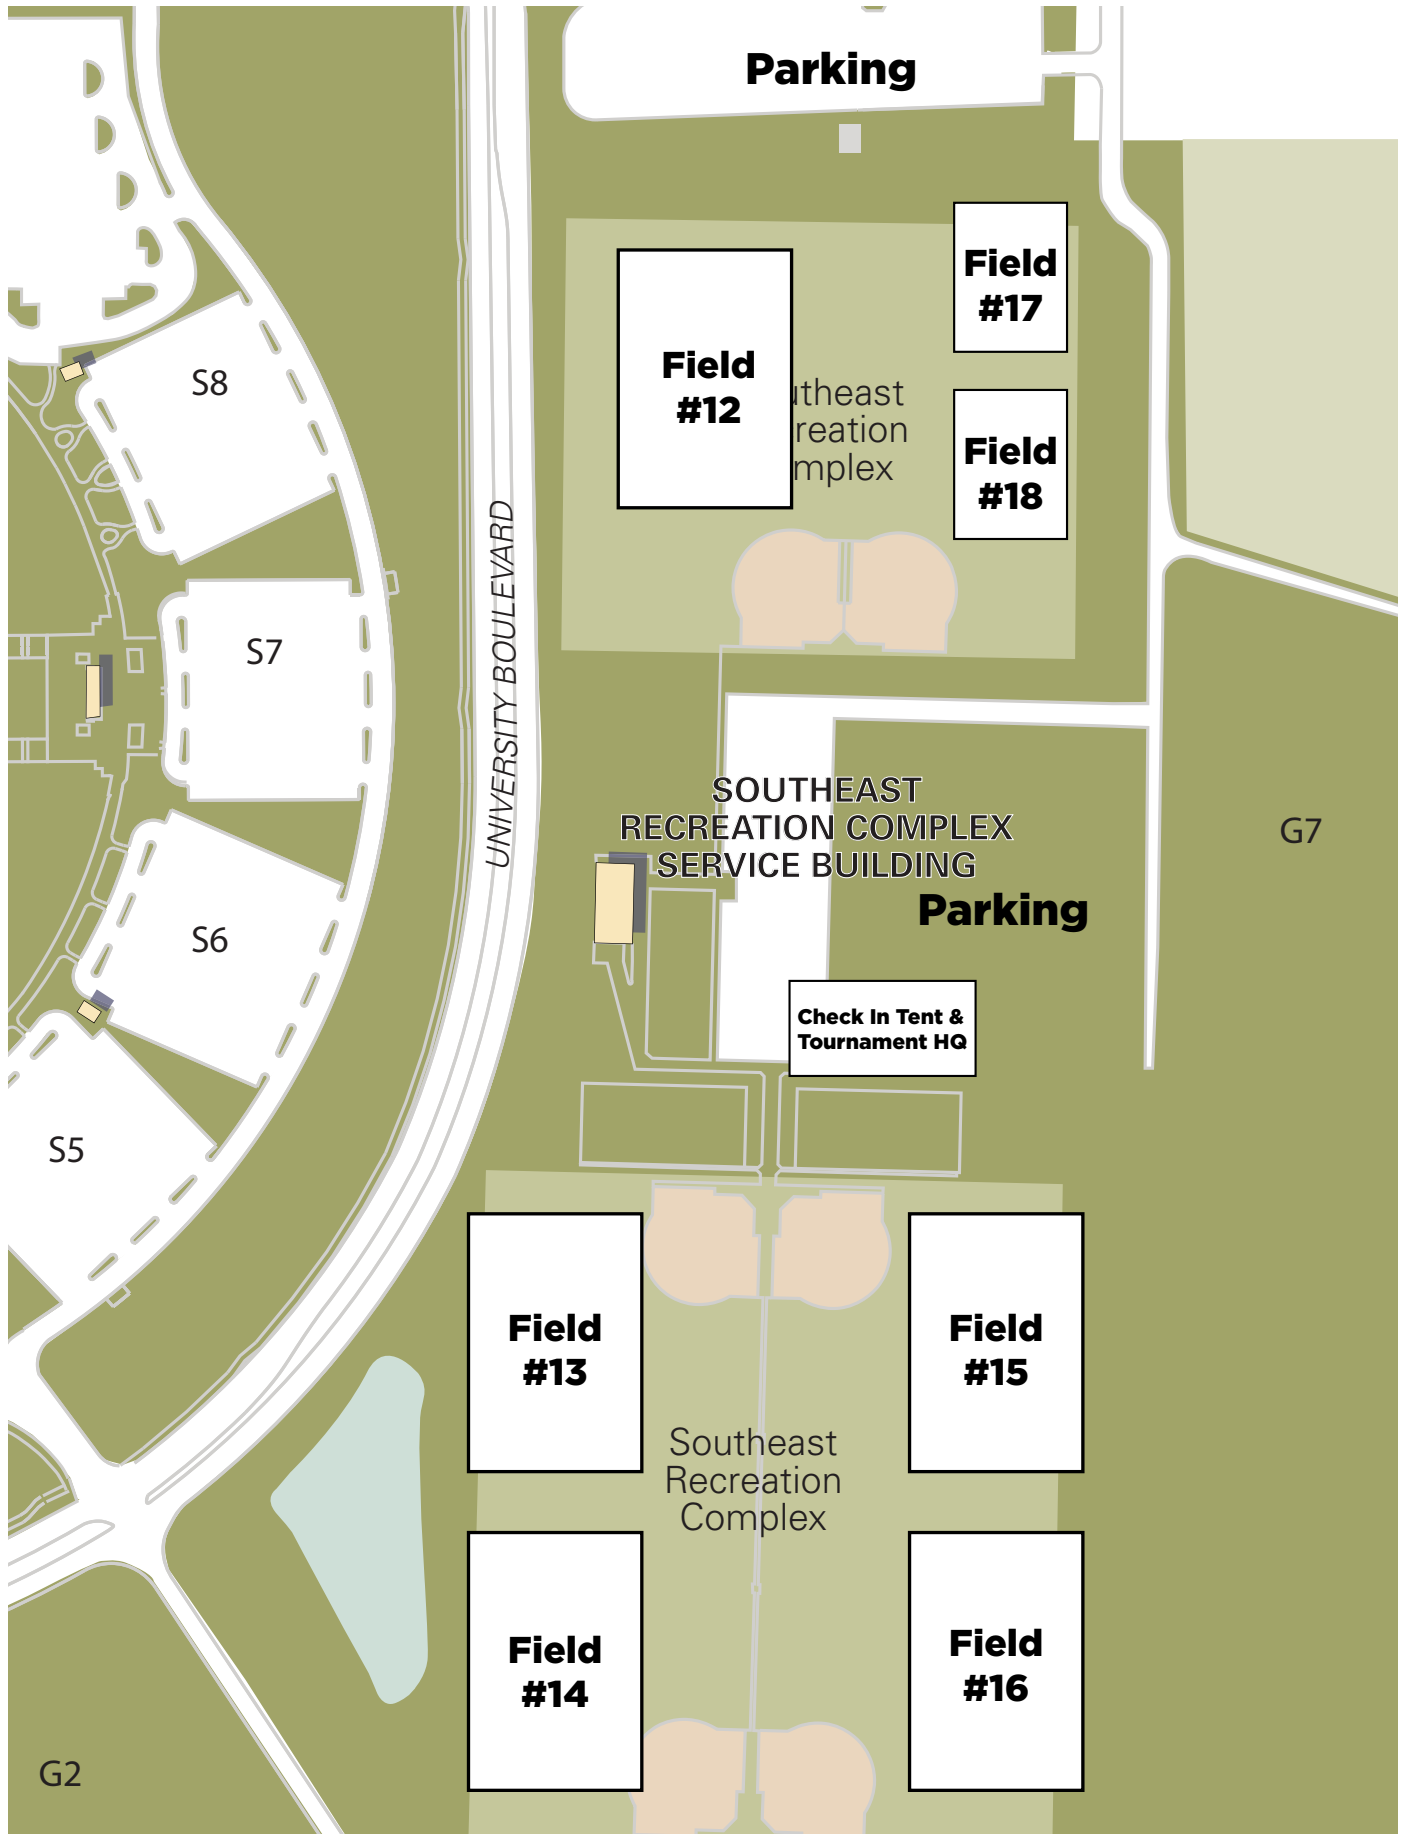 Parking
Field
#17
Field
#12
utheast
reation
mplex
Field
#18
S8
S7
UNIVERSITY BOULEVARD
SOUTHEAST
RECREATION COMPLEX
SERVICE BUILDING
G7
Parking
S6
Check In Tent &
Tournament HQ
S5
Field
#13
Field
#15
Southeast
Recreation
Complex
Field
#14
Field
#16
G2